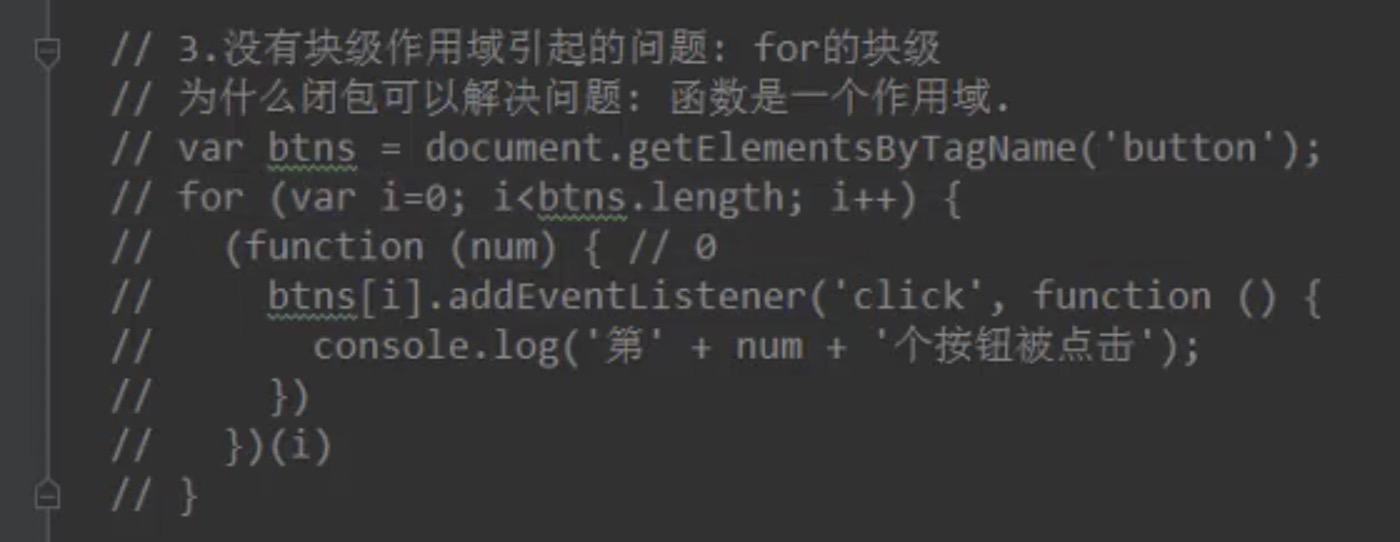 // 3.没有块级作用域引起的问题: for的块级
// 为什么闭包可以解决问题: 函数是一个作用域.
// var btns = document.getElementsByTagName('button');
// for (var i=0; i<btns.length; i++) {
//   (function (num) { // 0
//     btns[i].addEventListener('click', function () {
//       console.log('第' + num + '个按钮被点击');
//     })
//   })(i)
// }